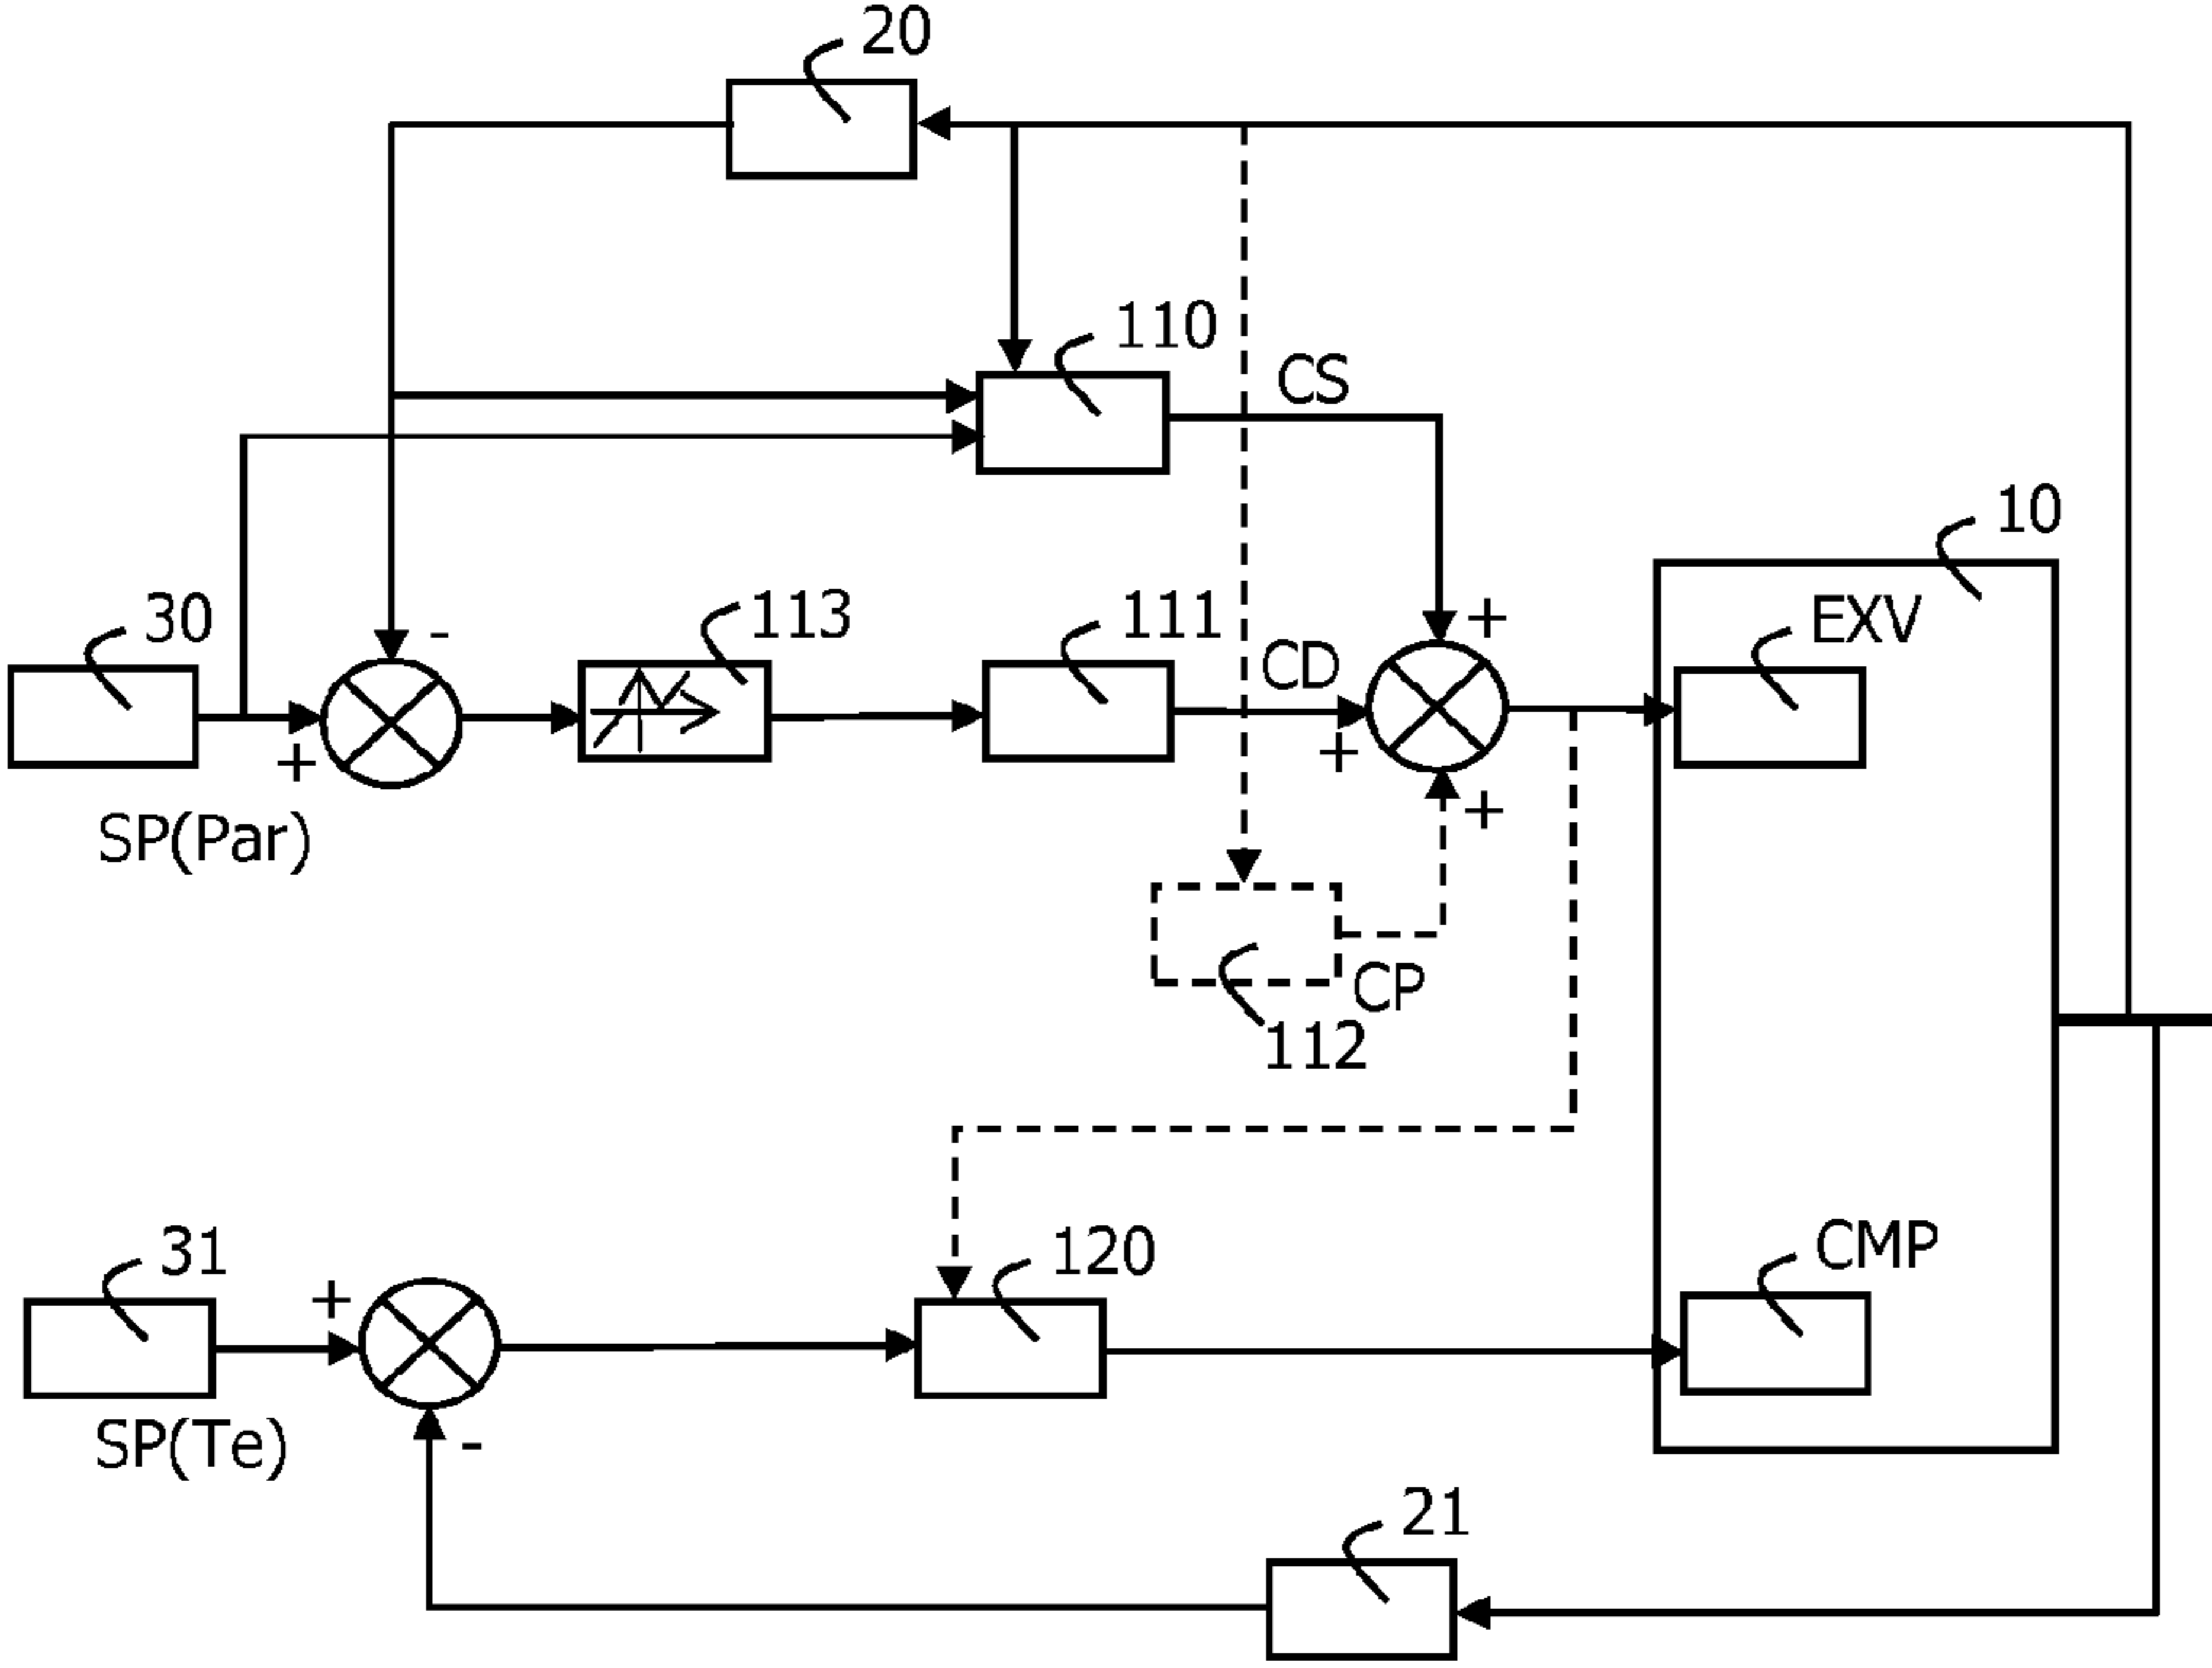 20
110
CS
10
30
-
113
111
+
EXV
CD
+
+
SP(Par)
+
CP
112
31
+
120
CMP
SP(Te)
-
21